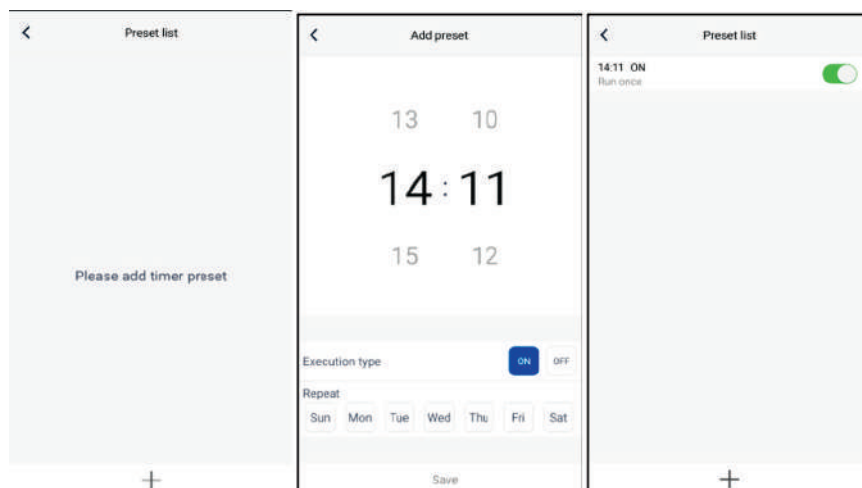 Preset list
Please add timer preset
Add preset
13 10
14 : 11
15 12
Execution type ON OFF
Repeat
Sun Mon Tue Wed Thu Fri Sat
Save
Preset list
14:11 ON
Run once